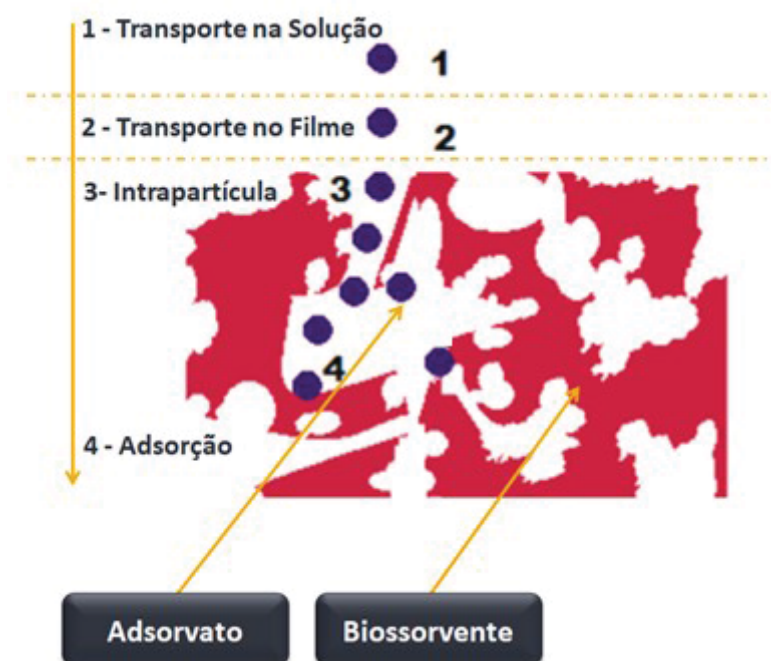 1 - Transporte na Solução
1
2 - Transporte no Filme
2
3- Intrapartícula
3
4
4 - Adsorção
Adsorvato
Biossorvente